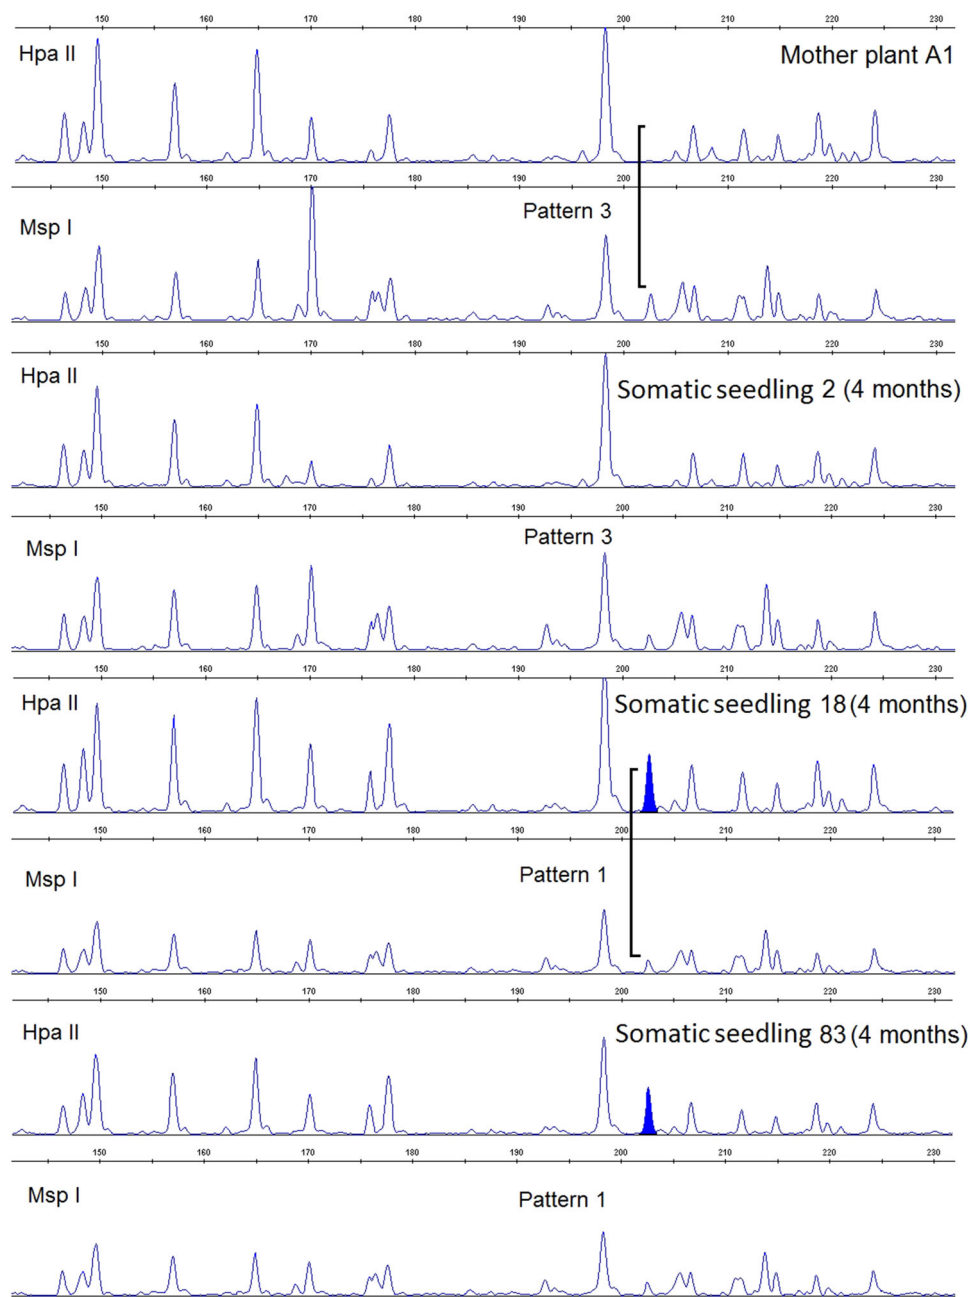 150 160 170 180 190 200 210 220 230
Hpa II
Mother plant A1
150 160 170 180 190 200 210 220 230
Msp I
Pattern 3
150 160 170 180 190 200 210 220 230
Hpa II
Somatic seedling 2 (4 months)
150 160 170 180 190 200 210 220 230
Msp I
Pattern 3
150 160 170 180 190 200 210 220 230
Hpa II
Somatic seedling 18 (4 months)
150 160 170 180 190 200 210 220 230
Msp I
Pattern 1
150 160 170 180 190 200 210 220 230
Hpa II
Somatic seedling 83 (4 months)
150 160 170 180 190 200 210 220 230
Msp I
Pattern 1